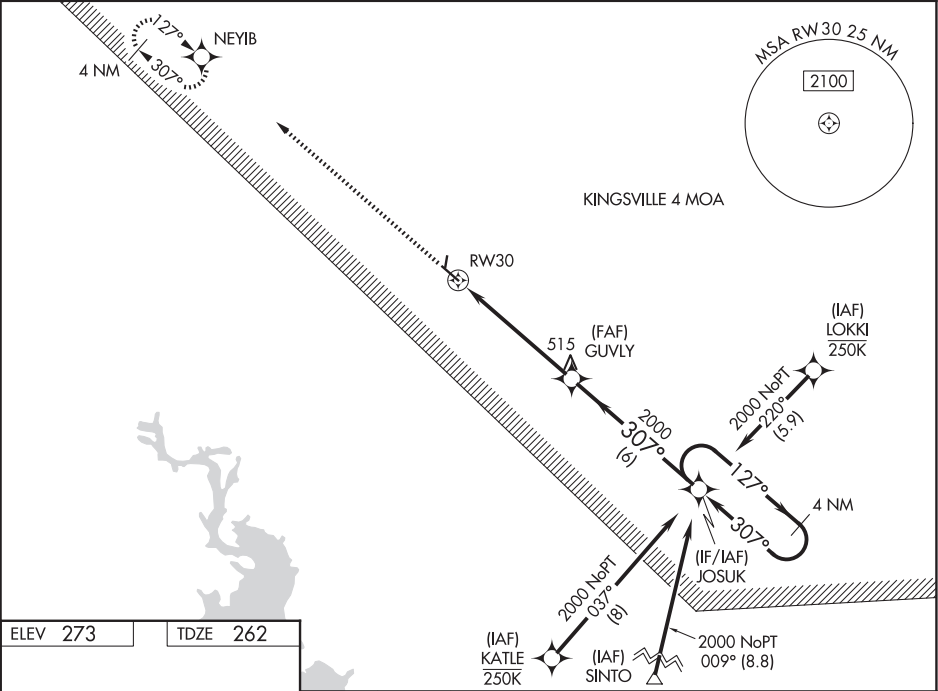 127°
NEYIB
4 NM
307°
MSA RW30 25 NM
2100
KINGSVILLE 4 MOA
RW30
515
(FAF)
GUVLY
(IAF)
LOKKI
250K
2000 NoPT
220°
(5.9)
2000
307°
(6)
127°
4 NM
307°
(IF/IAF)
JOSUK
2000 NoPT
037°
(8)
ELEV 273
TDZE 262
(IAF)
KATLE
250K
(IAF)
SINTO
2000 NoPT
009° (8.8)